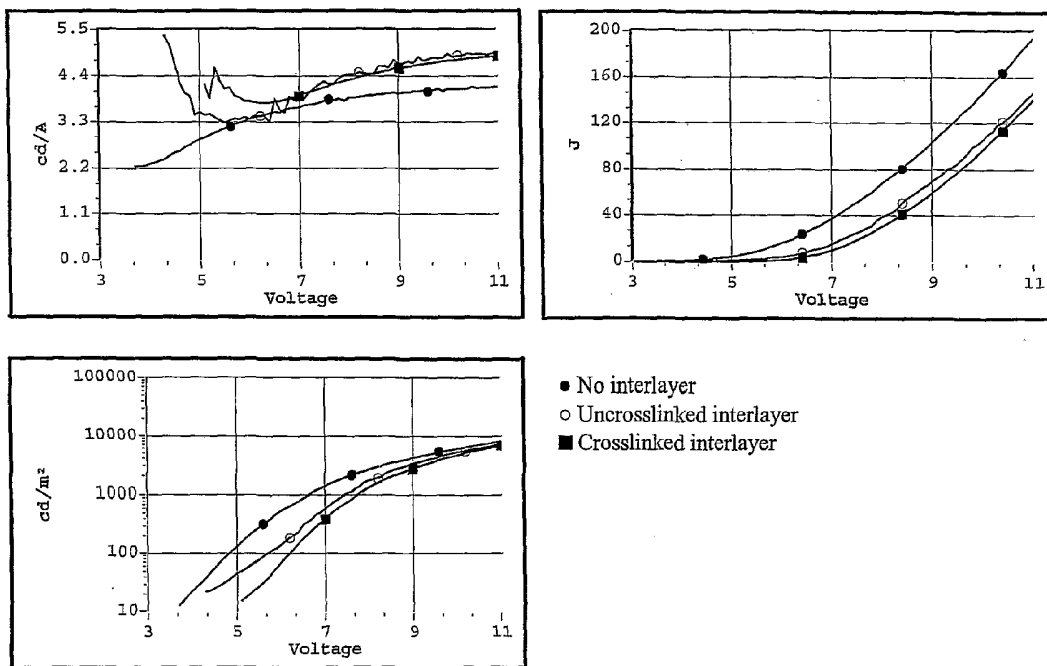 5.5
4.4
3.3
2.2
1.1
0.0
cd/A
3 5 7 9 11
Voltage
200
160
120
80
40
0
J
3 5 7 9 11
Voltage
100000
10000
1000
100
10
cd/m²
3 5 7 9 11
Voltage
● No interlayer
○ Uncrosslinked interlayer
■ Crosslinked interlayer